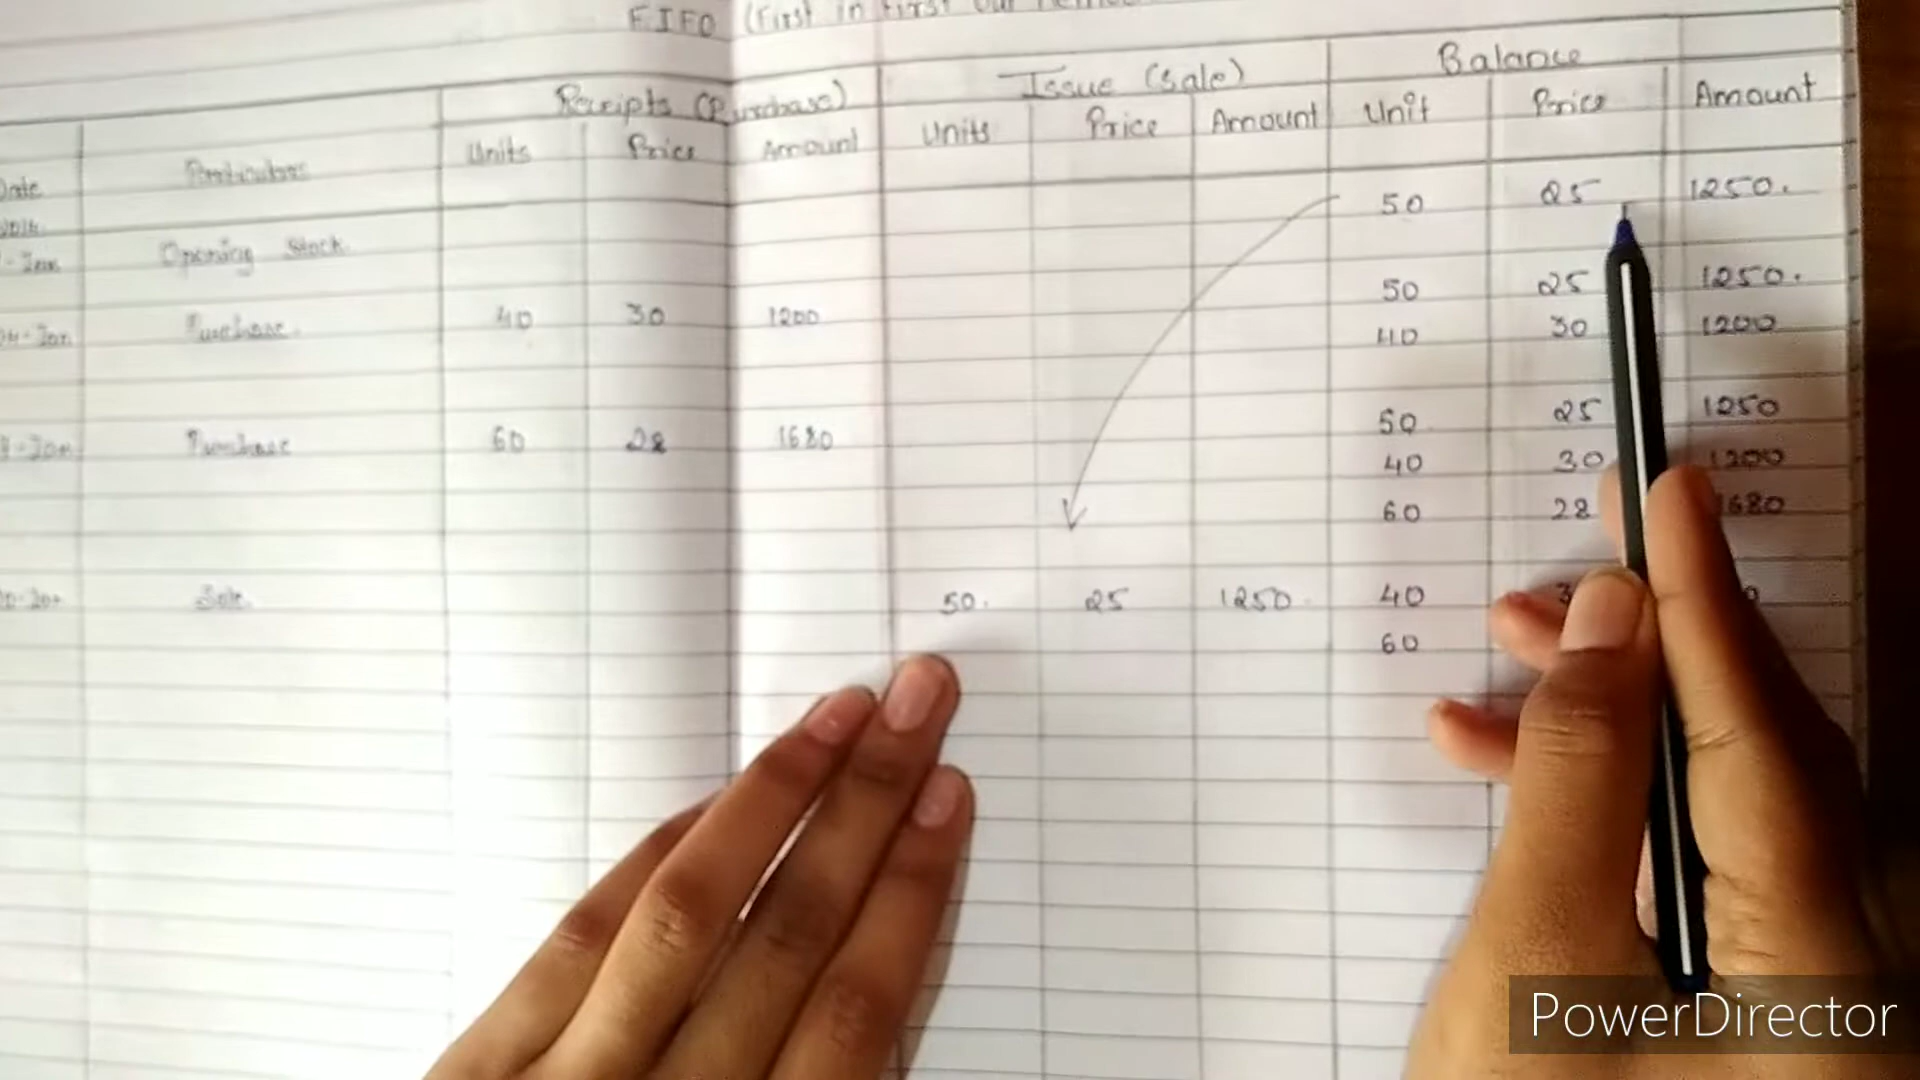 FIFO (First in First Out
Receipts (Purchase) Issue (Sale) Balance
Date Particulars Units Price Amount Units Price Amount Unit Price Amount
Opening Stock 50 25 1250.
Purchase. 40 30 1200 50 25 1250.
40 30 1200
Purchase 60 28 1680 50 25 1250
40 30 1200
60 28 1680
Sale 50. 25 1250 40
60
PowerDirector